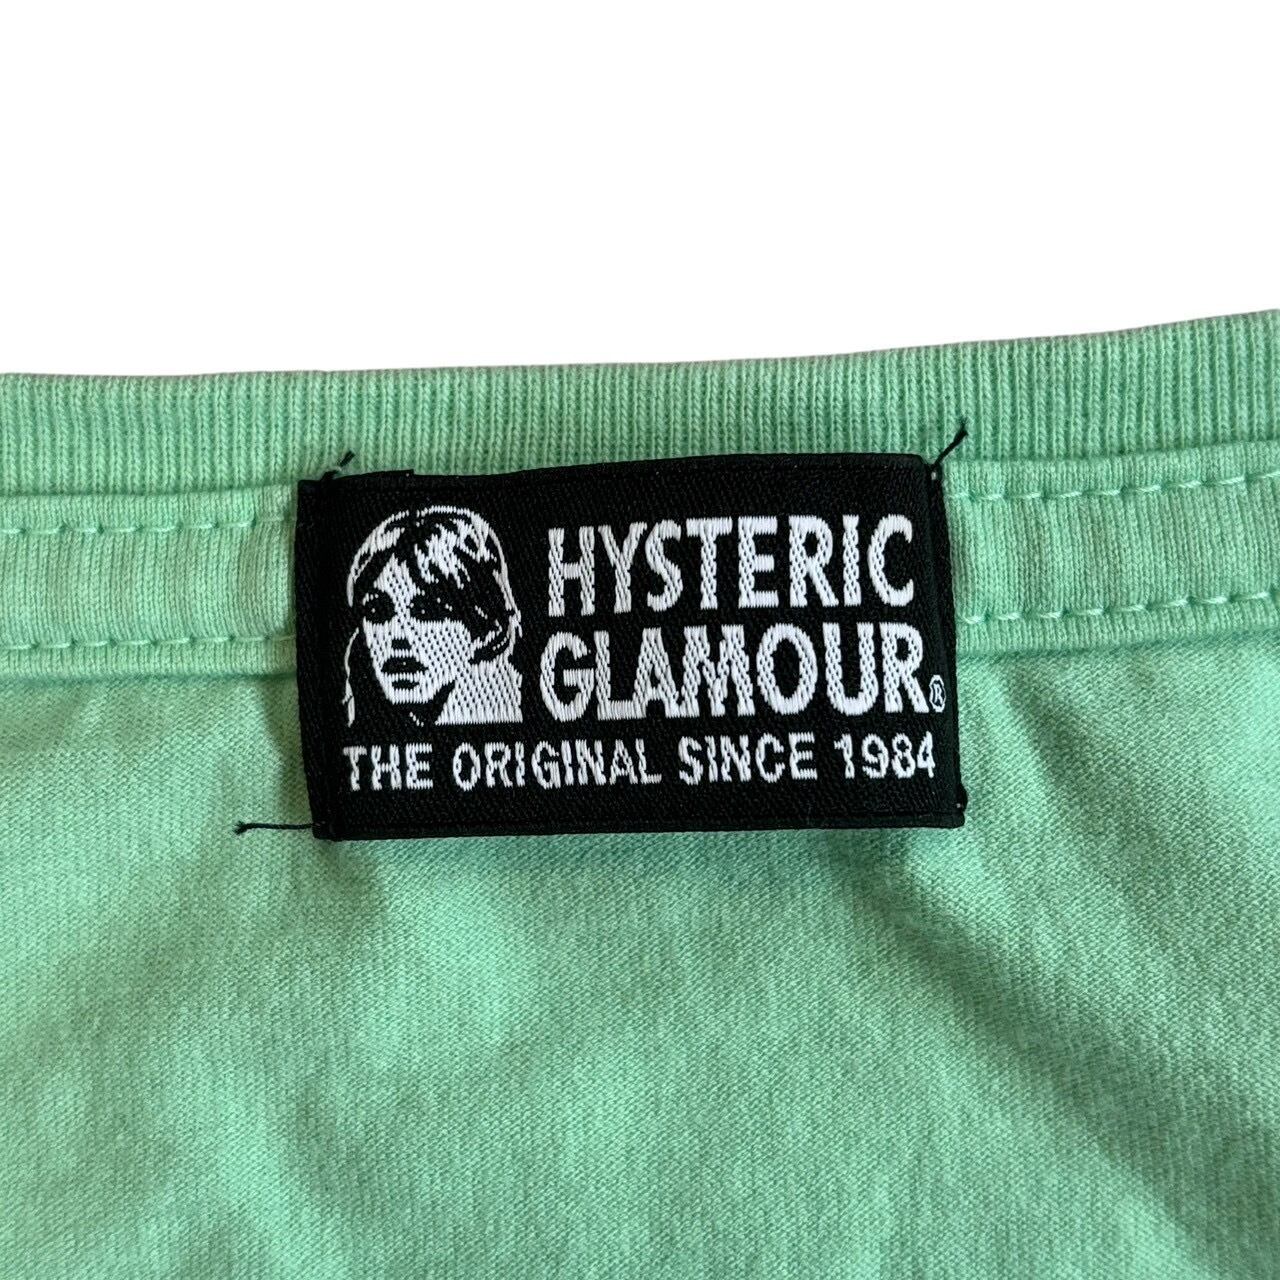 HYSTERIC
GLAMOUR®
THE ORIGINAL SINCE 1984